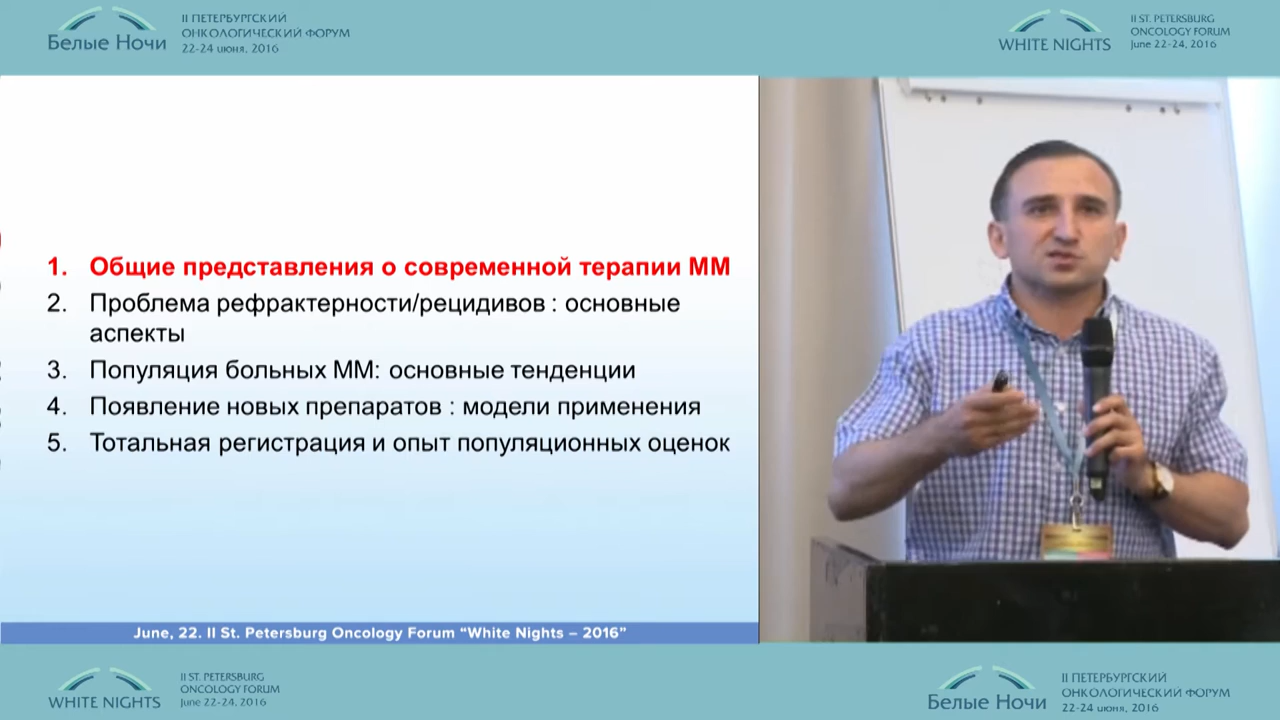 II ПЕТЕРБУРГСКИЙ
ОНКОЛОГИЧЕСКИЙ ФОРУМ
22-24 июня, 2016
Белые Ночи
II ST. PETERSBURG
ONCOLOGY FORUM
June 22-24, 2016
WHITE NIGHTS
1. Общие представления о современной терапии ММ
2. Проблема рефрактерности/рецидивов : основные
аспекты
3. Популяция больных ММ: основные тенденции
4. Появление новых препаратов : модели применения
5. Тотальная регистрация и опыт популяционных оценок
June, 22. II St. Petersburg Oncology Forum “White Nights – 2016”
II ST. PETERSBURG
ONCOLOGY FORUM
June 22-24, 2016
WHITE NIGHTS
II ПЕТЕРБУРГСКИЙ
ОНКОЛОГИЧЕСКИЙ ФОРУМ
22-24 июня, 2016
Белые Ночи